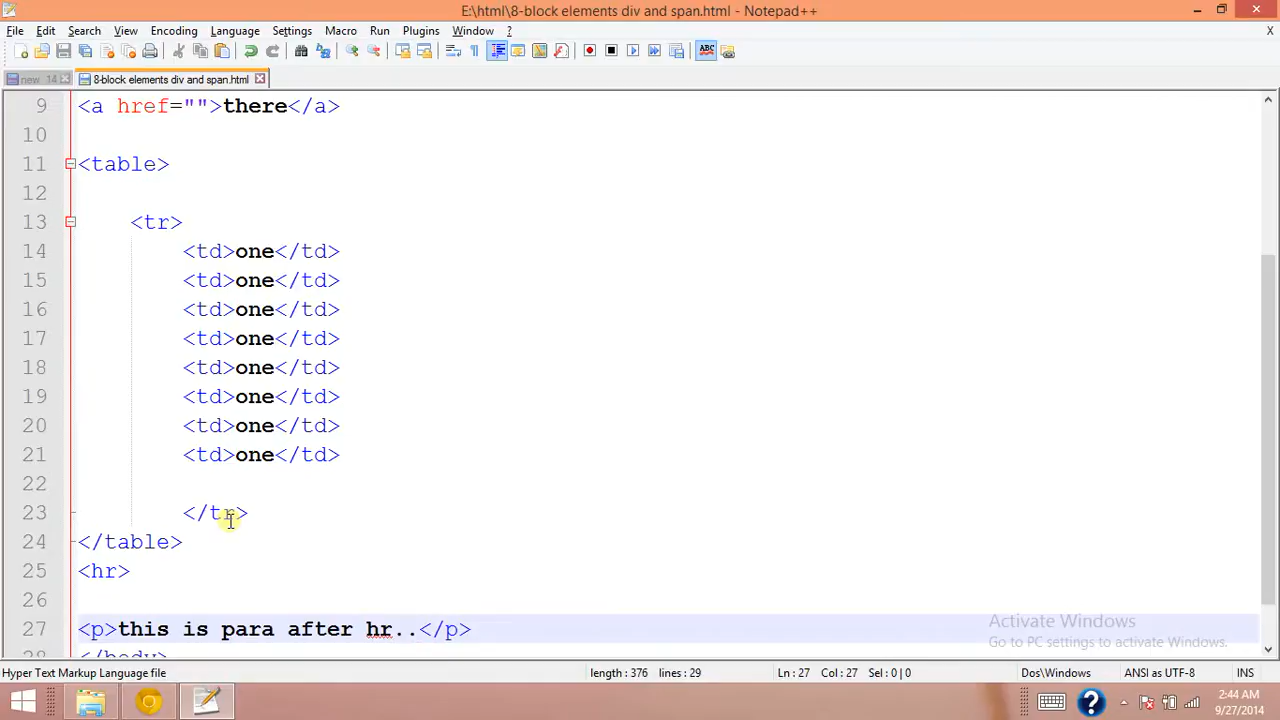 E:\html\8-block elements div and span.html - Notepad++
File Edit Search View Encoding Language Settings Macro Run Plugins Window ? X
new 14 8-block elements div and span.html
9 <a href="">there</a>
10
11 <table>
12
13 <tr>
14 <td>one</td>
15 <td>one</td>
16 <td>one</td>
17 <td>one</td>
18 <td>one</td>
19 <td>one</td>
20 <td>one</td>
21 <td>one</td>
22
23 </tr>
24 </table>
25 <hr>
26
27 <p>this is para after hr..</p>
28 </body>
Activate Windows
Go to PC settings to activate Windows.
Hyper Text Markup Language file length : 376 lines : 29 Ln : 27 Col : 27 Sel : 0 | 0 Dos\Windows ANSI as UTF-8 INS
2:44 AM
9/27/2014